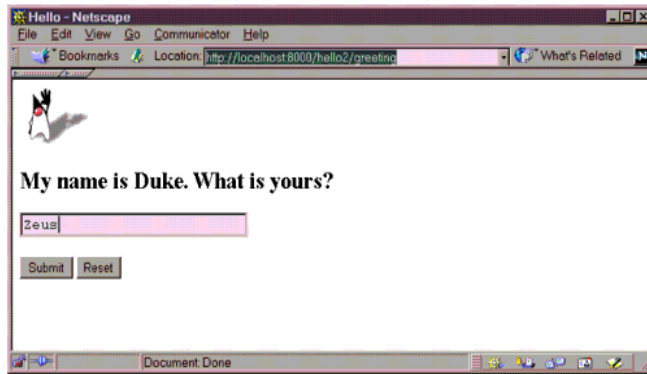 Hello - Netscape
File Edit View Go Communicator Help
Bookmarks Location: http://localhost:8000/hello2/greeting What's Related N
My name is Duke. What is yours?
Zeus
Submit Reset
Document: Done